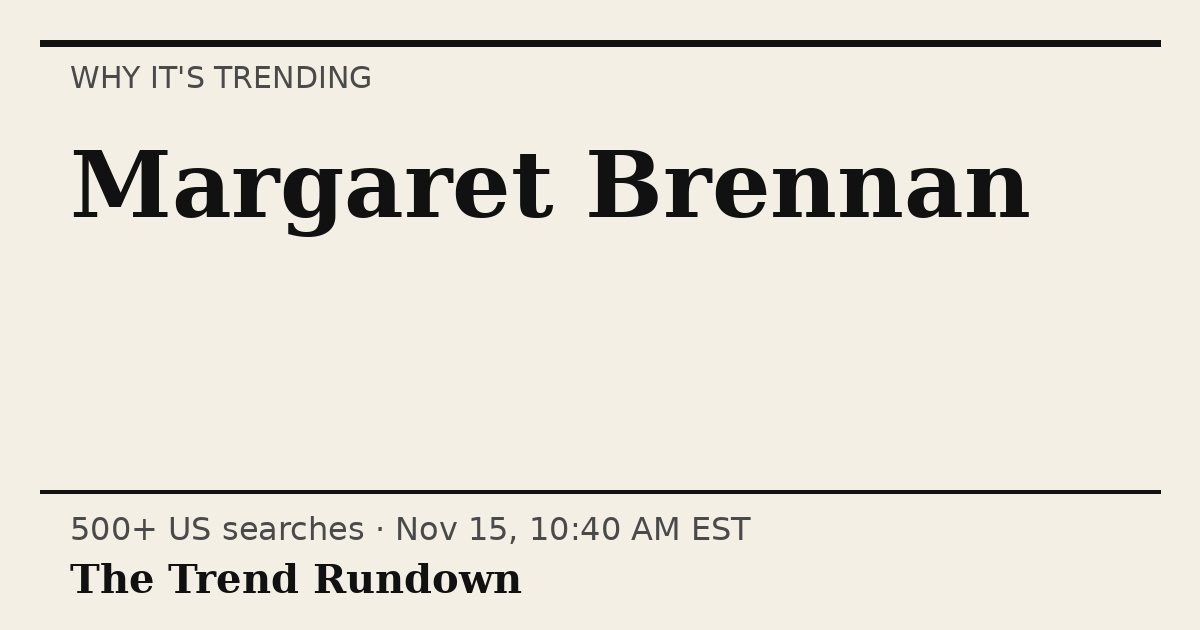 WHY IT'S TRENDING
Margaret Brennan
500+ US searches · Nov 15, 10:40 AM EST
The Trend Rundown